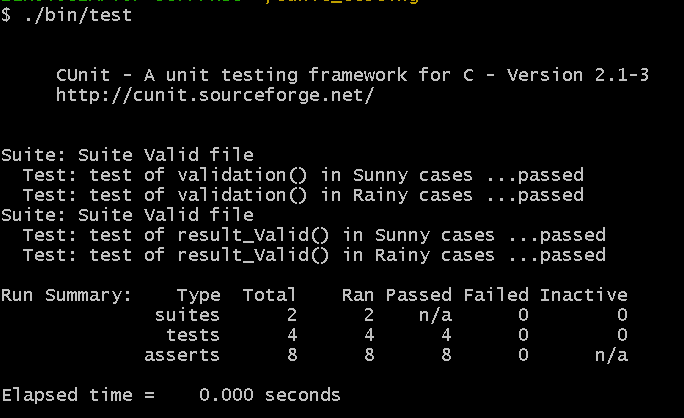 $ ./bin/test
CUnit - A unit testing framework for C - Version 2.1-3
http://cunit.sourceforge.net/
Suite: Suite Valid file
Test: test of validation() in Sunny cases ...passed
Test: test of validation() in Rainy cases ...passed
Suite: Suite Valid file
Test: test of result_Valid() in Sunny cases ...passed
Test: test of result_Valid() in Rainy cases ...passed
Run Summary: Type Total Ran Passed Failed Inactive
suites 2 2 n/a 0 0
tests 4 4 4 0 0
asserts 8 8 8 0 n/a
Elapsed time = 0.000 seconds